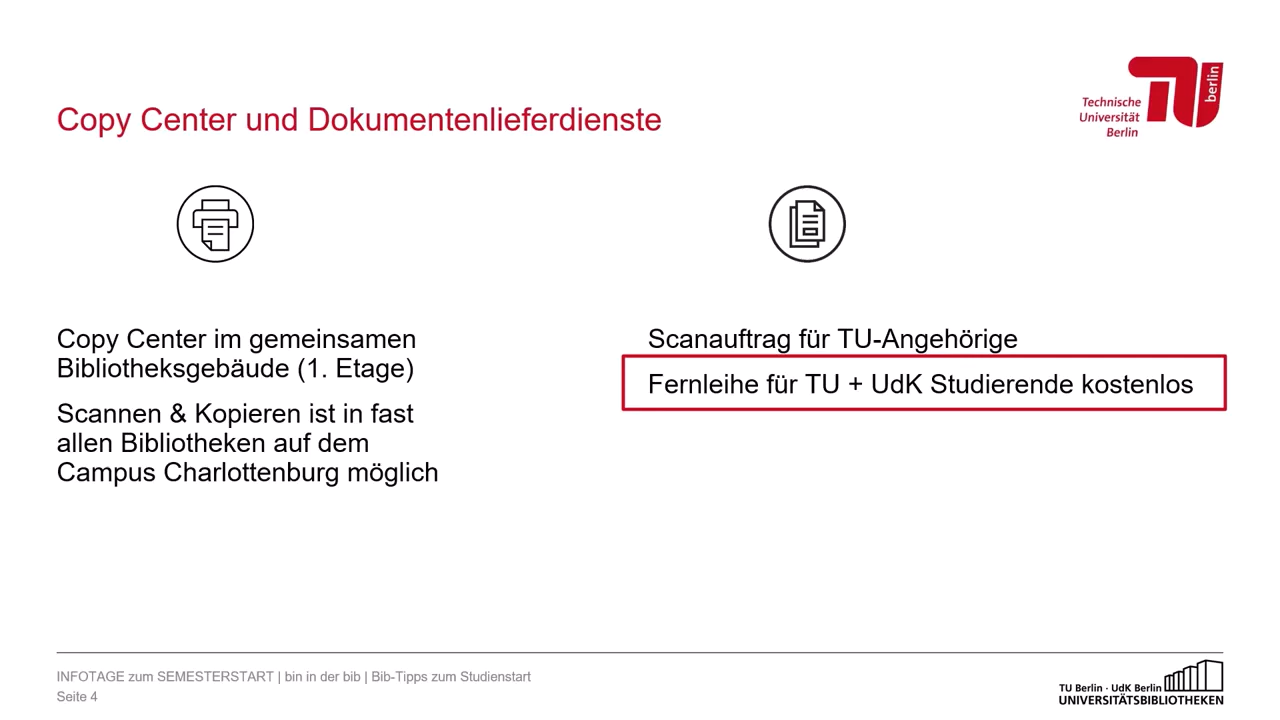 Copy Center und Dokumentenlieferdienste
Technische
Universität
Berlin
berlin
Copy Center im gemeinsamen
Bibliotheksgebäude (1. Etage)
Scannen & Kopieren ist in fast
allen Bibliotheken auf dem
Campus Charlottenburg möglich
Scanauftrag für TU-Angehörige
Fernleihe für TU + UdK Studierende kostenlos
INFOTAGE zum SEMESTERSTART | bin in der bib | Bib-Tipps zum Studienstart
Seite 4
TU Berlin · UdK Berlin
UNIVERSITÄTSBIBLIOTHEKEN